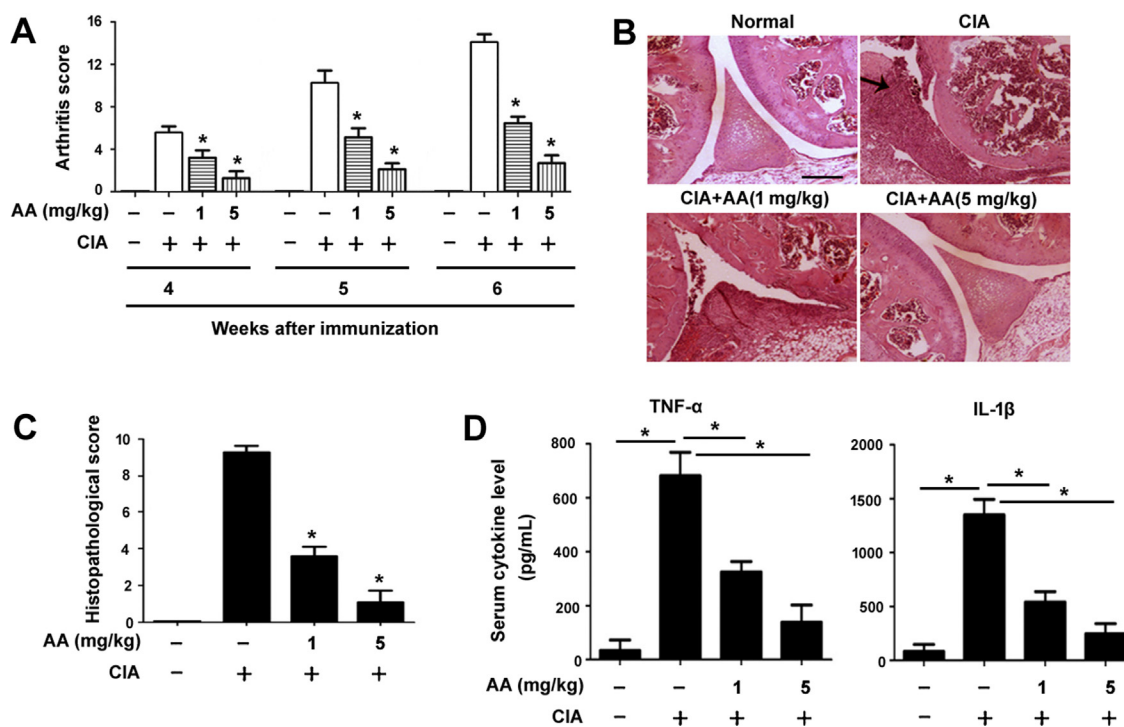 A
Arthritis score
16
12
8
4
0
* * * * * *
AA (mg/kg) – – 1 5 – – 1 5 – – 1 5
CIA – + + + – + + + – + + +
4 5 6
Weeks after immunization
B
Normal CIA
CIA+AA(1 mg/kg) CIA+AA(5 mg/kg)
C
Histopathological score
10
8
6
4
2
0
* *
AA (mg/kg) – – 1 5
CIA – + + +
D
Serum cytokine level
(pg/mL)
TNF-α
800
600
400
200
0
* * *
AA (mg/kg) – – 1 5
CIA – + + +
IL-1β
2000
1500
1000
500
0
* * *
– – 1 5
– + + +